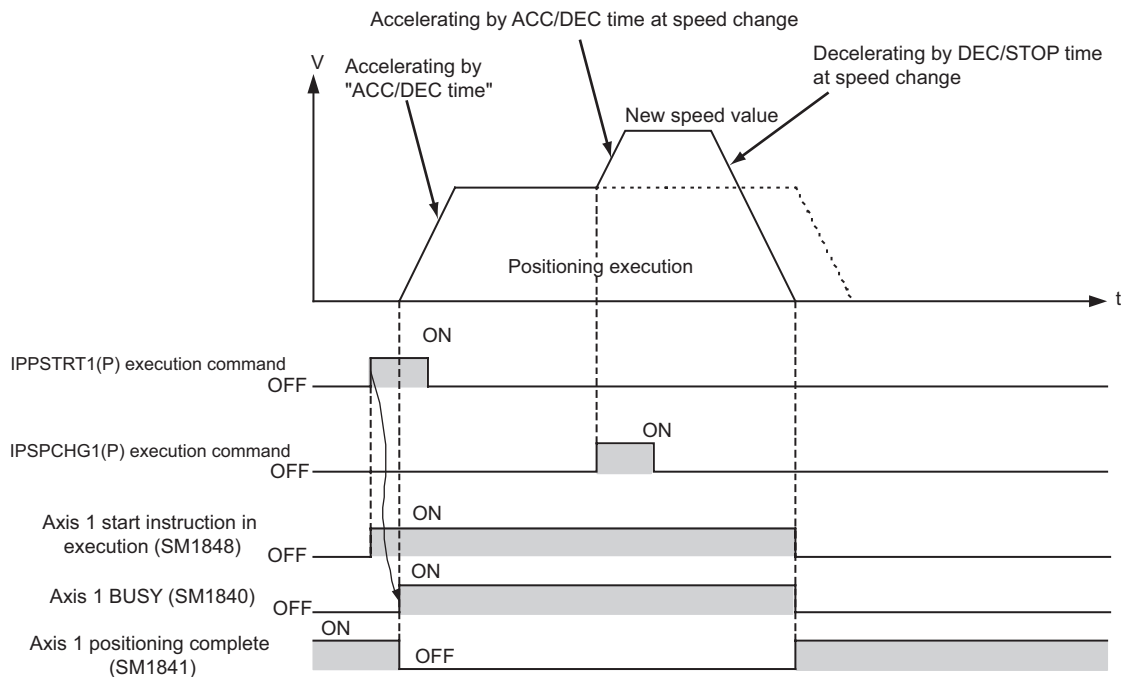 Accelerating by ACC/DEC time at speed change
Decelerating by DEC/STOP time
at speed change
V
Accelerating by
"ACC/DEC time"
New speed value
Positioning execution
t
ON
IPPSTRT1(P) execution command
OFF
ON
IPSPCHG1(P) execution command
OFF
ON
Axis 1 start instruction in
execution (SM1848)
OFF
ON
Axis 1 BUSY (SM1840)
OFF
ON
Axis 1 positioning complete
(SM1841)
OFF